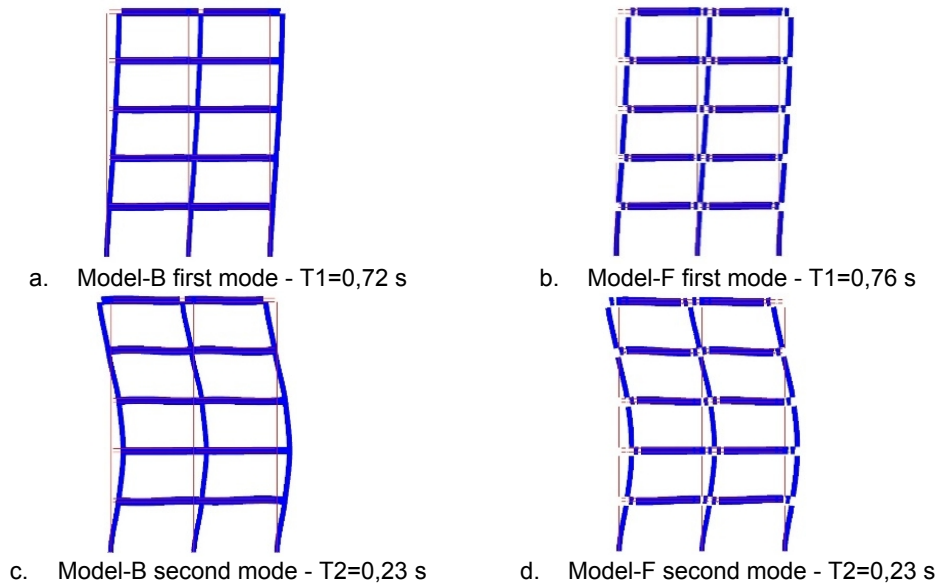 a. Model-B first mode - T1=0,72 s
b. Model-F first mode - T1=0,76 s
c. Model-B second mode - T2=0,23 s
d. Model-F second mode - T2=0,23 s